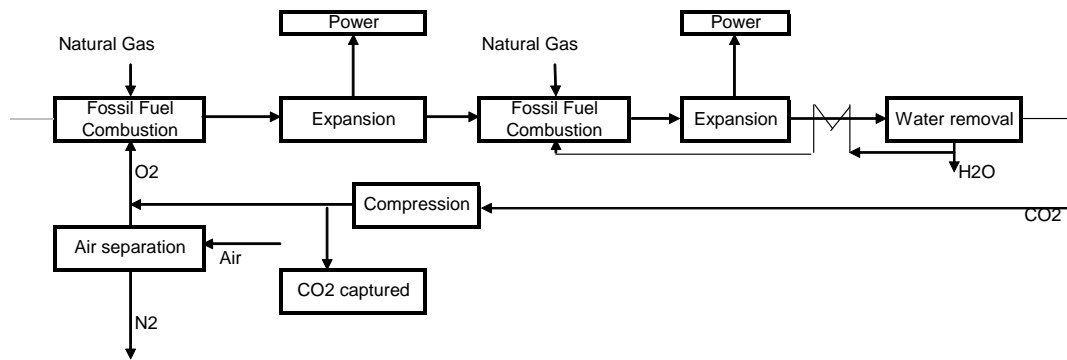 Power
Power
Natural Gas
Natural Gas
Fossil Fuel
Combustion
Expansion
Fossil Fuel
Combustion
Expansion
Water removal
O2
H2O
Compression
CO2
Air separation
Air
CO2 captured
N2